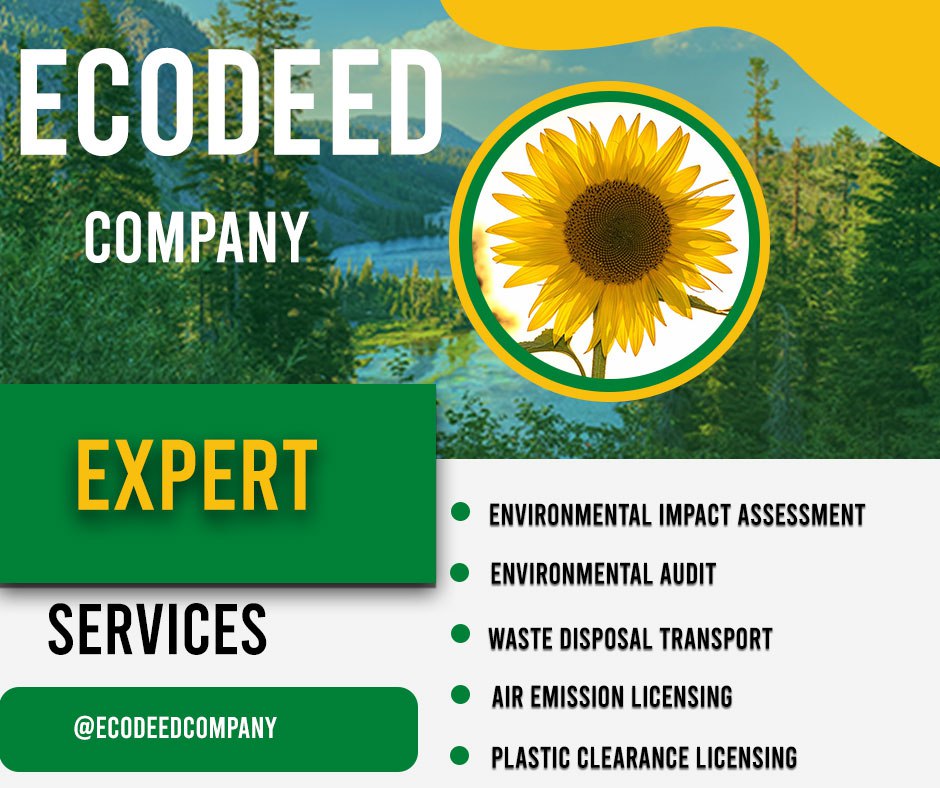 ECODEED
COMPANY
EXPERT
SERVICES
@ECODEEDCOMPANY
ENVIRONMENTAL IMPACT ASSESSMENT
ENVIRONMENTAL AUDIT
WASTE DISPOSAL TRANSPORT
AIR EMISSION LICENSING
PLASTIC CLEARANCE LICENSING